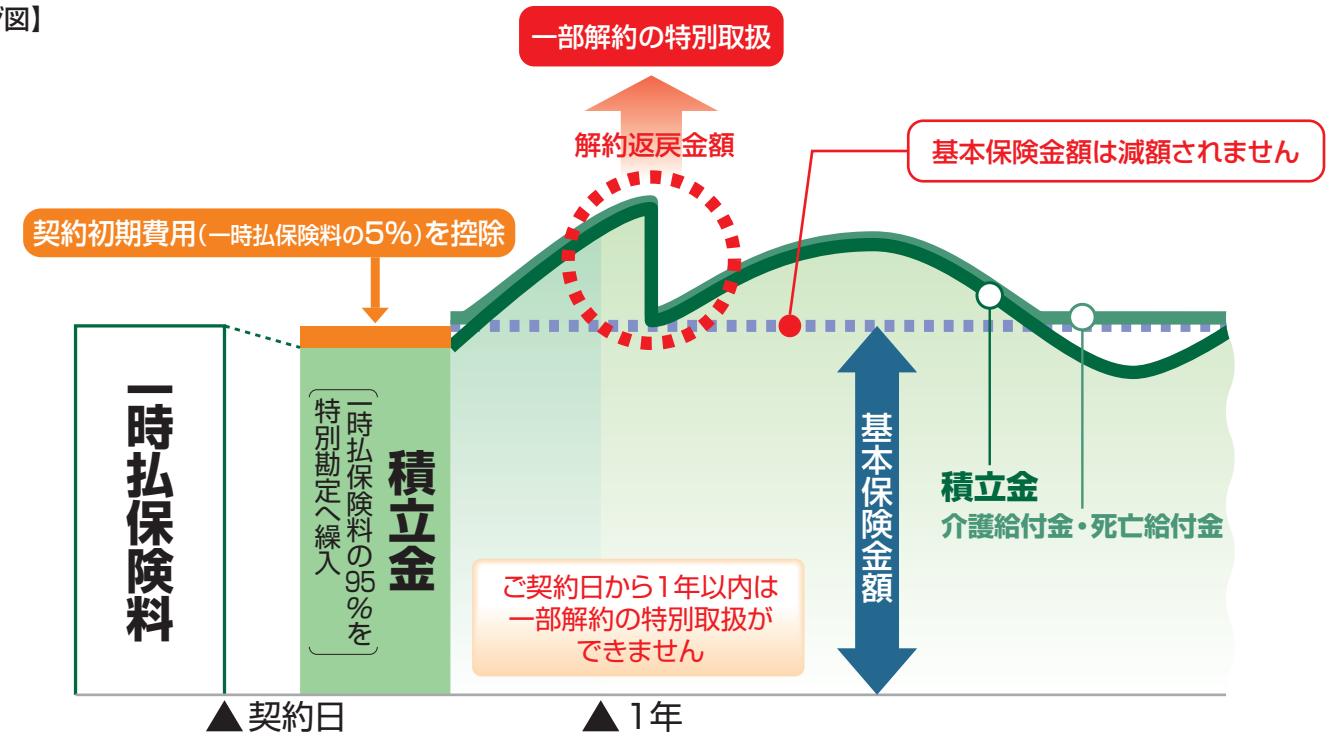 図】
一部解約の特別取扱
解約返戻金額
基本保険金額は減額されません
契約初期費用(一時払保険料の5%)を控除
一時払保険料
一時払保険料の95%を
特別勘定へ繰入
積立金
基本保険金額
積立金
介護給付金・死亡給付金
ご契約日から1年以内は
一部解約の特別取扱が
できません
▲契約日
▲1年